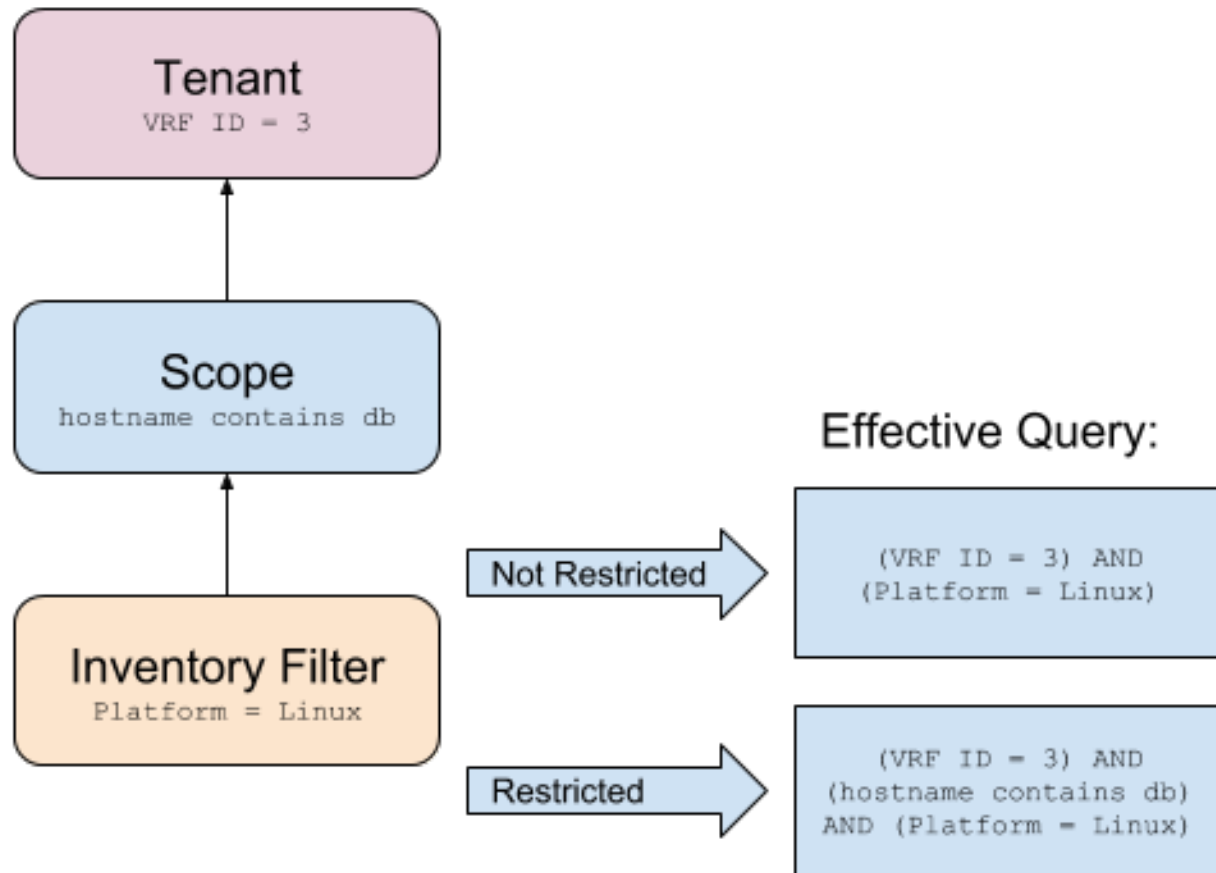 Tenant
VRF ID = 3
Scope
hostname contains db
Inventory Filter
Platform = Linux
Effective Query:
Not Restricted
(VRF ID = 3) AND
(Platform = Linux)
Restricted
(VRF ID = 3) AND
(hostname contains db)
AND (Platform = Linux)